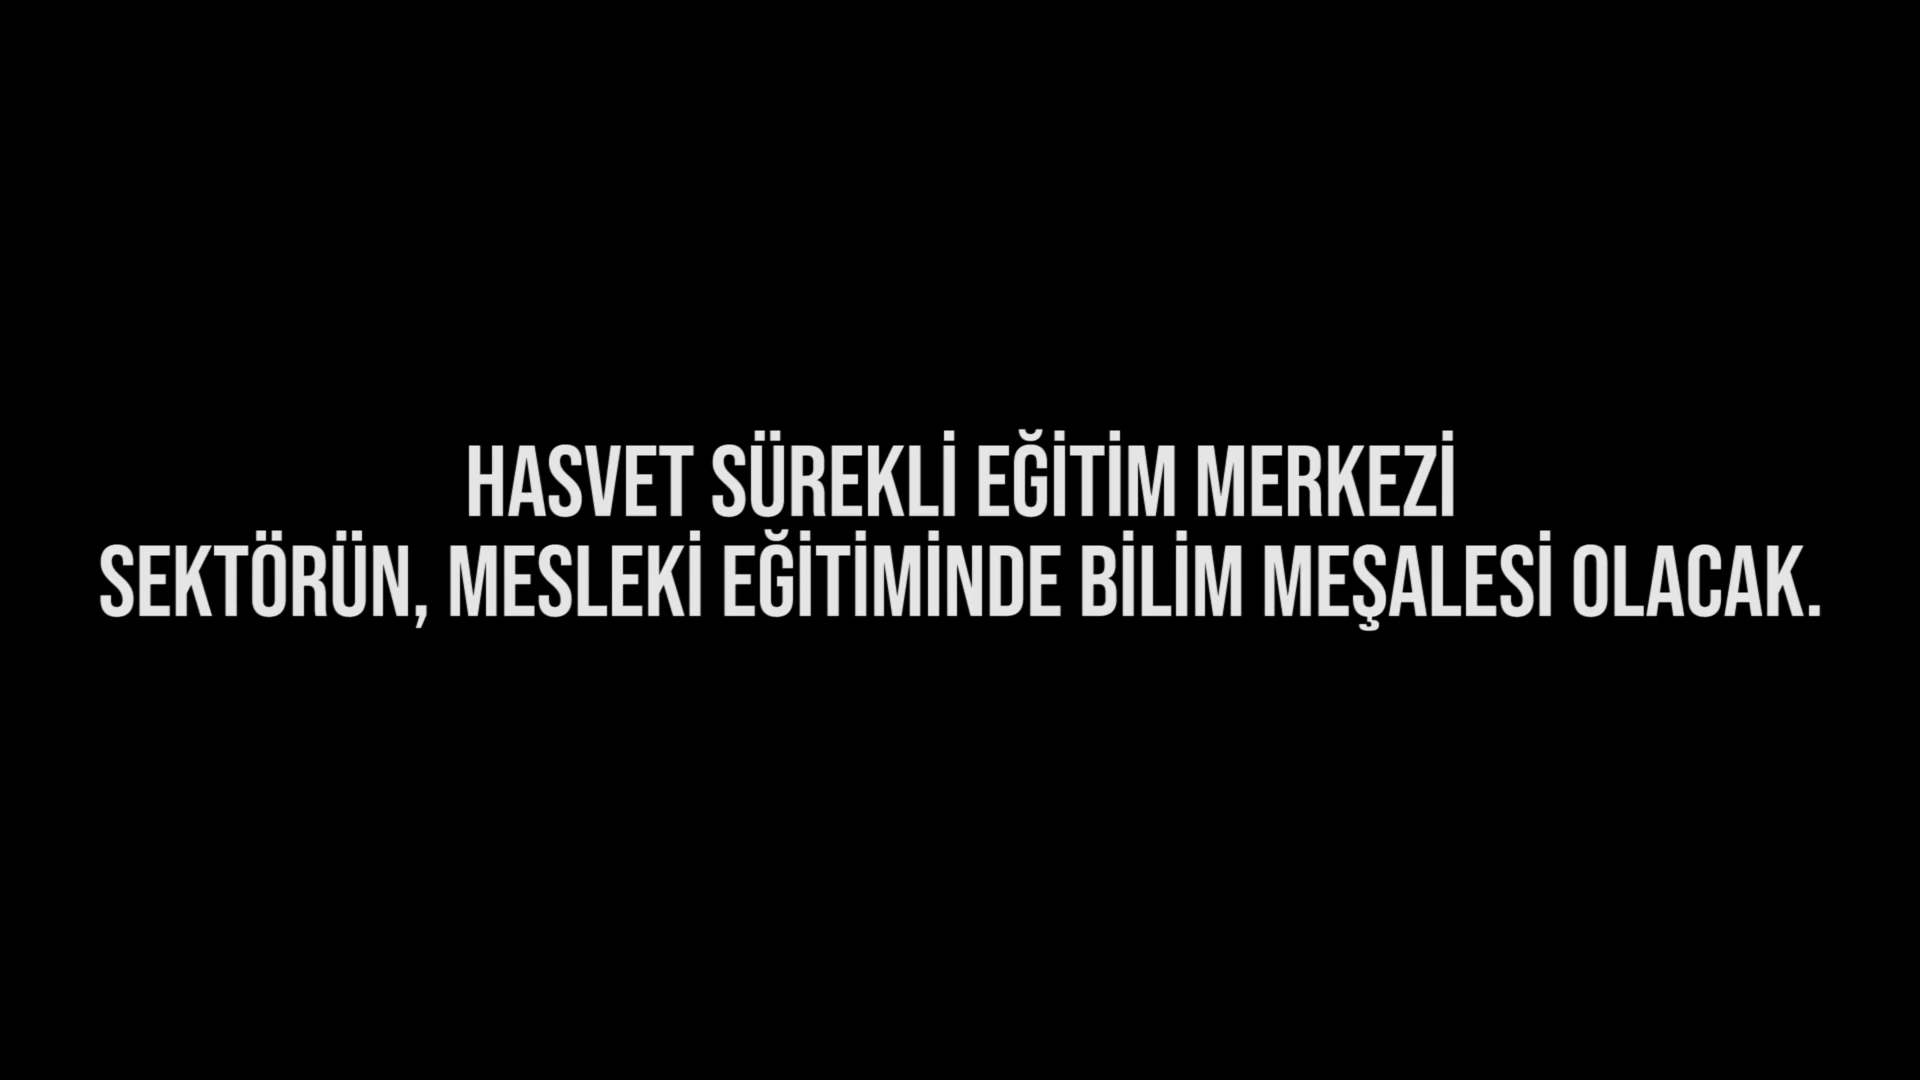 HASVET SÜREKLİ EĞİTİM MERKEZİ
SEKTÖRÜN, MESLEKİ EĞİTİMİNDE BİLİM MEŞALESİ OLACAK.